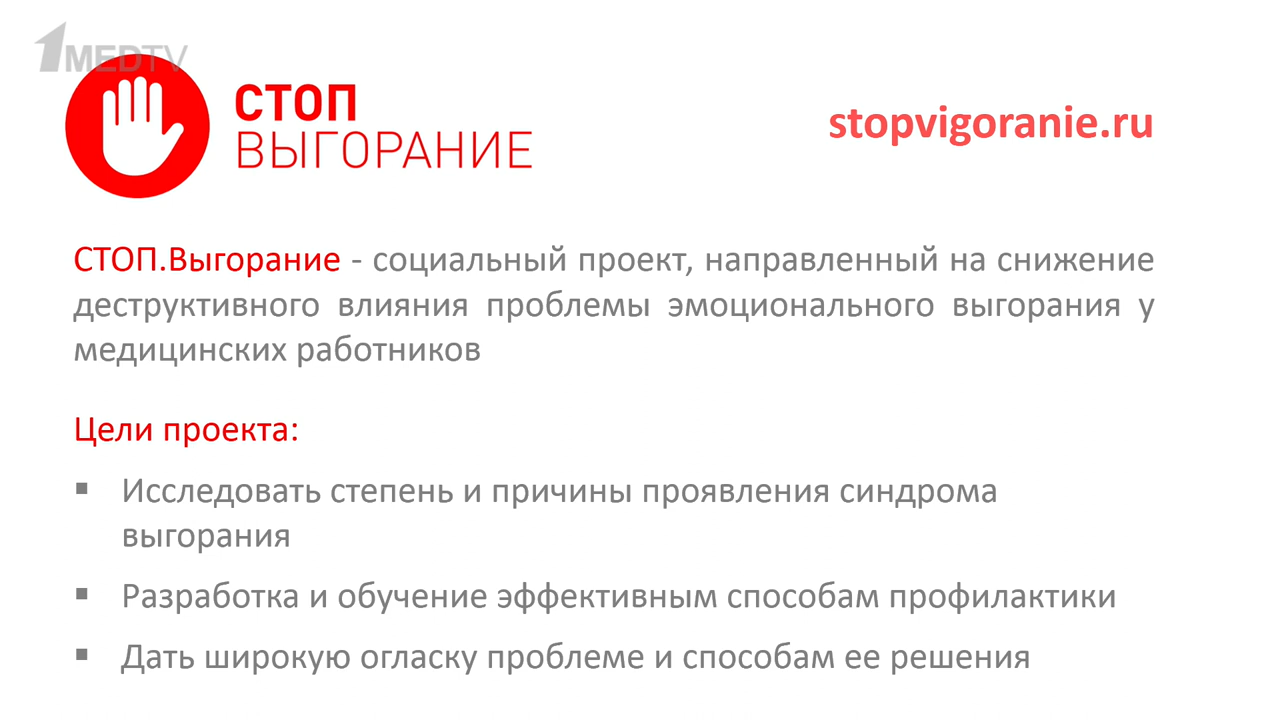 1MEDTV
СТОП
ВЫГОРАНИЕ
stopvigoranie.ru
СТОП.Выгорание - социальный проект, направленный на снижение
деструктивного влияния проблемы эмоционального выгорания у
медицинских работников
Цели проекта:
▪ Исследовать степень и причины проявления синдрома
выгорания
▪ Разработка и обучение эффективным способам профилактики
▪ Дать широкую огласку проблеме и способам ее решения